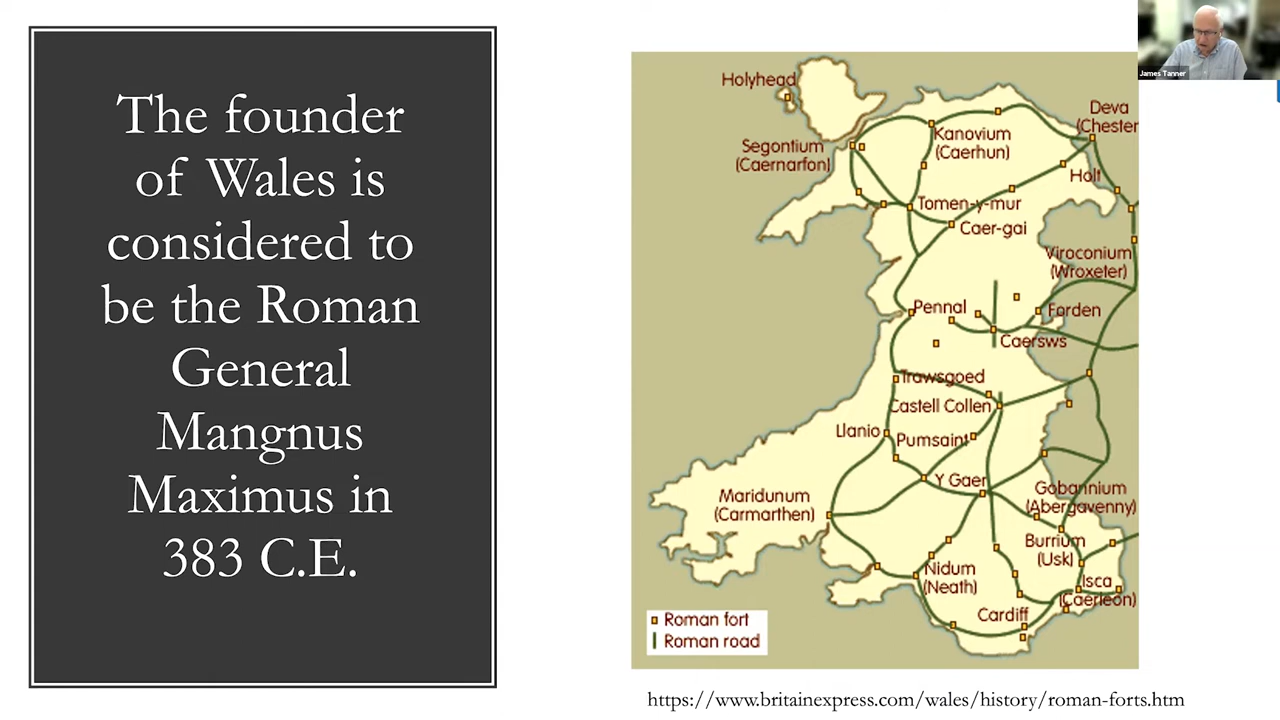 The founder
of Wales is
considered to
be the Roman
General
Mangnus
Maximus in
383 C.E.
James Tanner
Holyhead
Deva
(Chester
Kanovium
(Caerhun)
Segontium
(Caernarfon)
Holt
Tomen-y-mur
Caer-gai
Viroconium
(Wroxeter)
Pennal
Forden
Caersws
Trawsgoed
Castell Collen
Llanio
Pumsaint
Y Gaer
Gobannium
(Abergavenny)
Maridunum
(Carmarthen)
Burrium
(Usk)
Nidum
(Neath)
Isca
(Caerleon)
Cardiff
Roman fort
Roman road
https://www.britainexpress.com/wales/history/roman-forts.htm